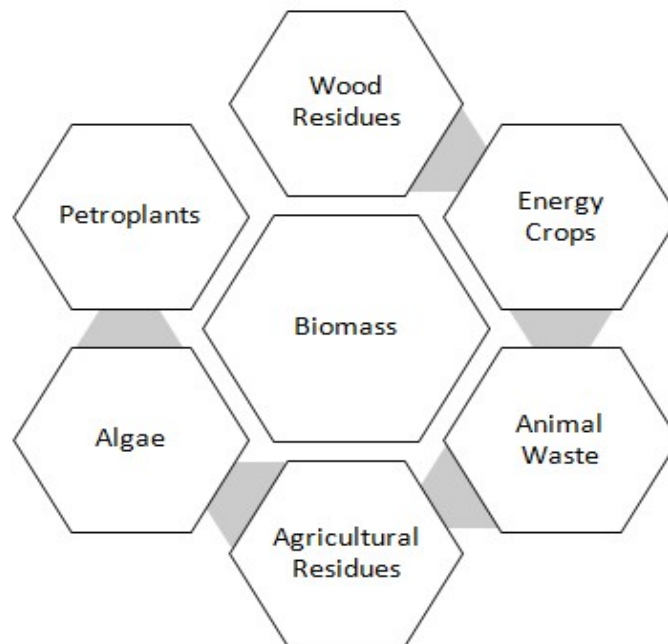 Wood
Residues
Energy
Crops
Petroplants
Biomass
Animal
Waste
Algae
Agricultural
Residues